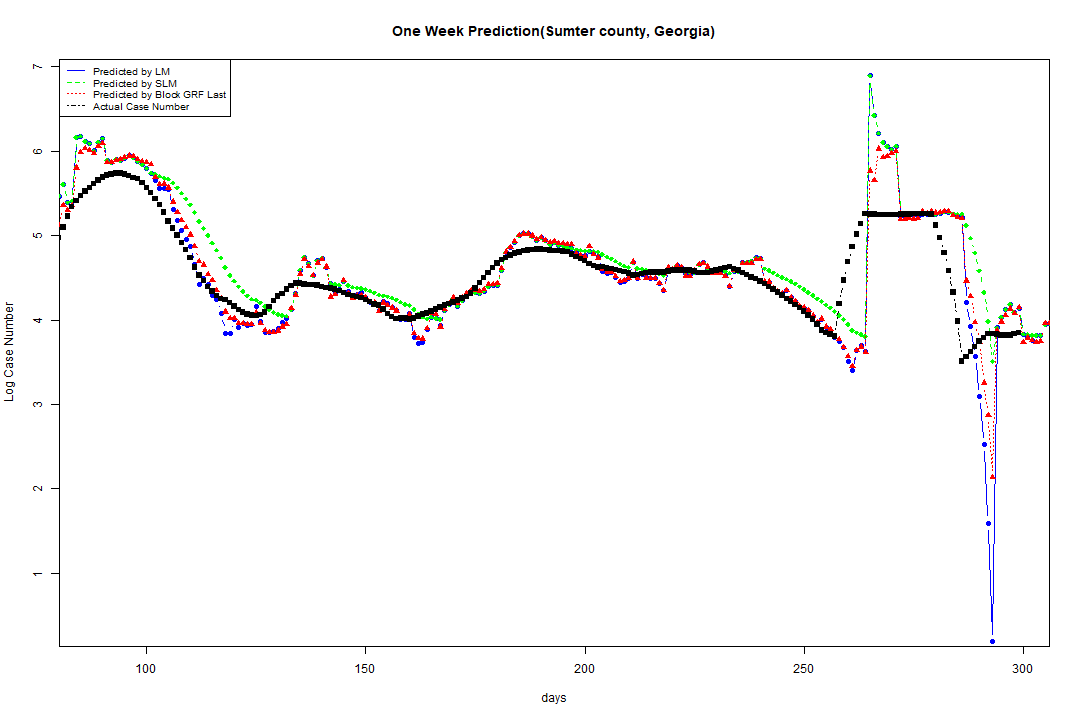 One Week Prediction(Sumter county, Georgia)
Predicted by LM
Predicted by SLM
Predicted by Block GRF Last
Actual Case Number
7
6
5
4
3
2
1
Log Case Number
100 150 200 250 300
days